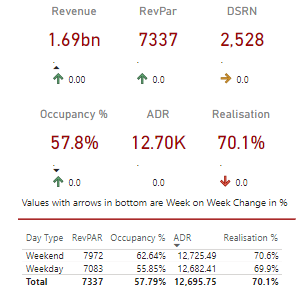 Revenue RevPar DSRN
1.69bn 7337 2,528
0.00 0.0 0.0
Occupancy % ADR Realisation
57.8% 12.70K 70.1%
0.0 0.0 0.0
Values with arrows in bottom are Week on Week Change in %
Day Type RevPAR Occupancy % ADR Realisation %
Weekend 7972 62.64% 12,725.49 70.6%
Weekday 7083 55.85% 12,682.41 69.9%
Total 7337 57.79% 12,695.75 70.1%